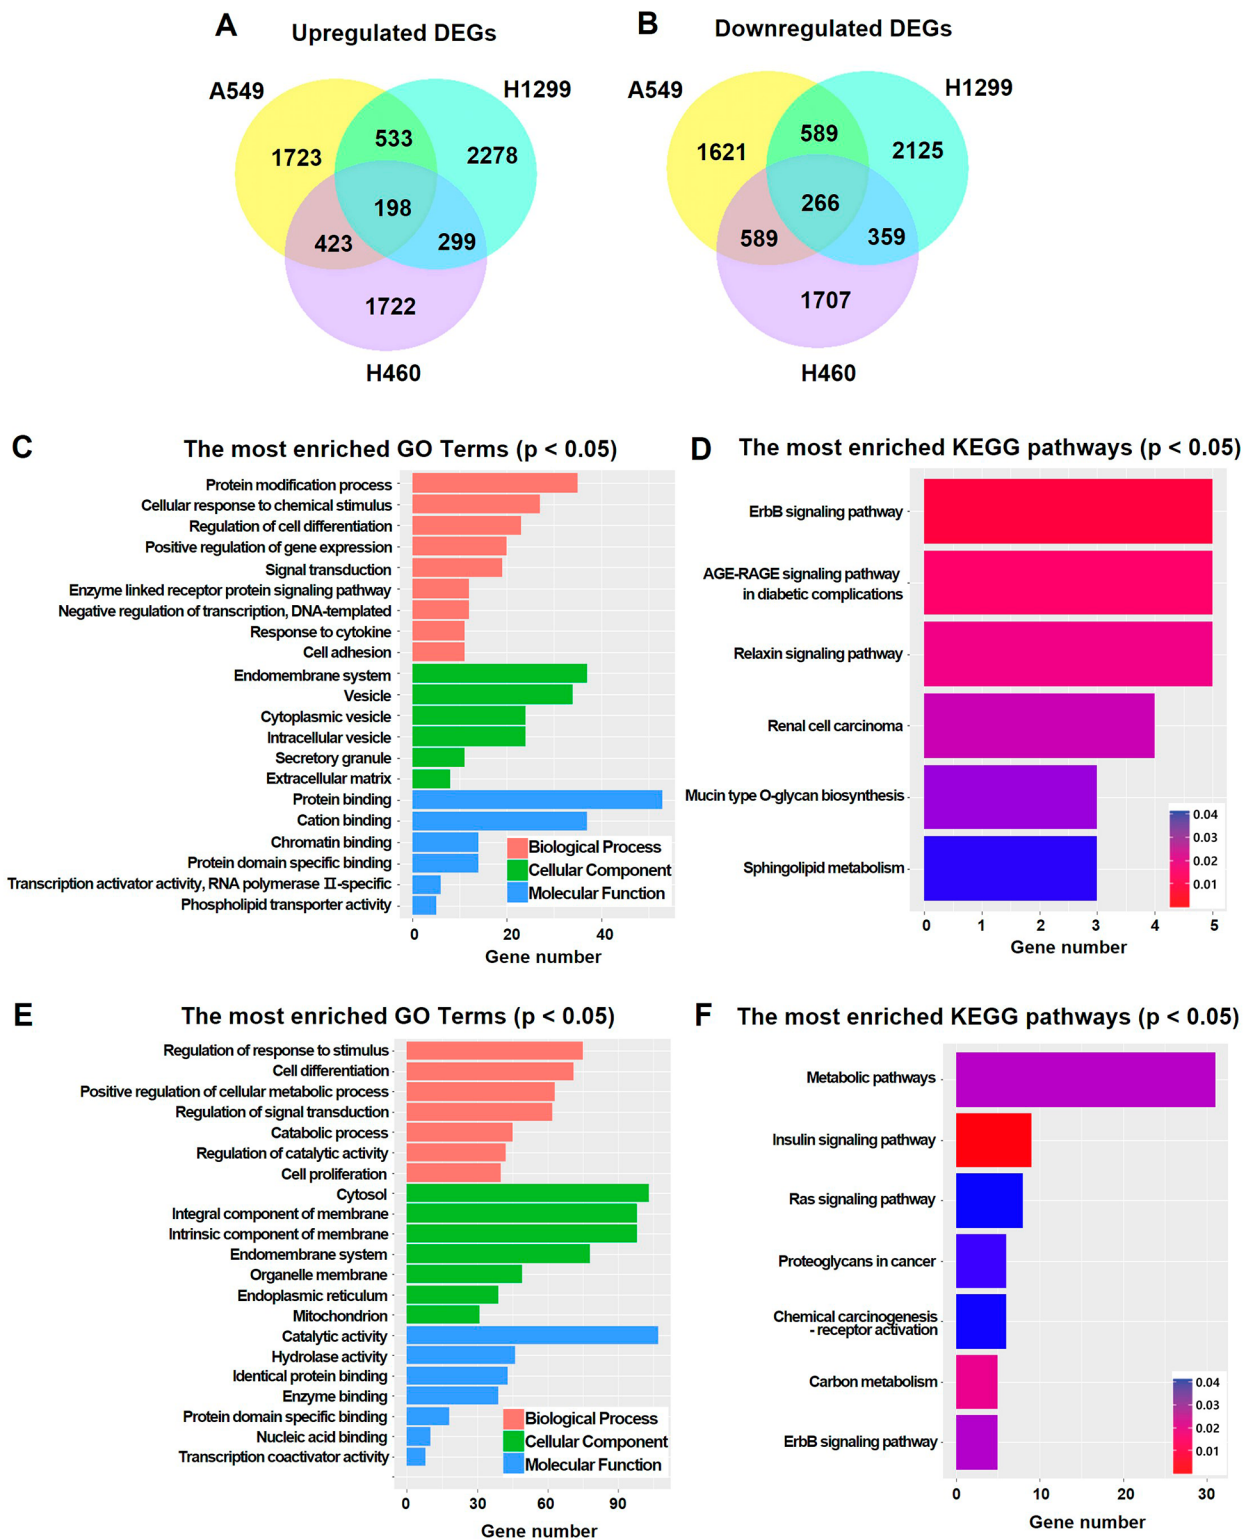 A
Upregulated DEGs
A549
H1299
533
1723
2278
198
423
299
1722
H460
B
Downregulated DEGs
A549
H1299
589
1621
2125
266
589
359
1707
H460
C
The most enriched GO Terms (p < 0.05)
Protein modification process
Cellular response to chemical stimulus
Regulation of cell differentiation
Positive regulation of gene expression
Signal transduction
Enzyme linked receptor protein signaling pathway
Negative regulation of transcription, DNA-templated
Response to cytokine
Cell adhesion
Endomembrane system
Vesicle
Cytoplasmic vesicle
Intracellular vesicle
Secretory granule
Extracellular matrix
Protein binding
Cation binding
Chromatin binding
Protein domain specific binding
Transcription activator activity, RNA polymerase II-specific
Phospholipid transporter activity
Biological Process
Cellular Component
Molecular Function
0 20 40
Gene number
D
The most enriched KEGG pathways (p < 0.05)
ErbB signaling pathway
AGE-RAGE signaling pathway
in diabetic complications
Relaxin signaling pathway
Renal cell carcinoma
Mucin type O-glycan biosynthesis
Sphingolipid metabolism
0.04
0.03
0.02
0.01
0 1 2 3 4 5
Gene number
E
The most enriched GO Terms (p < 0.05)
Regulation of response to stimulus
Cell differentiation
Positive regulation of cellular metabolic process
Regulation of signal transduction
Catabolic process
Regulation of catalytic activity
Cell proliferation
Cytosol
Integral component of membrane
Intrinsic component of membrane
Endomembrane system
Organelle membrane
Endoplasmic reticulum
Mitochondrion
Catalytic activity
Hydrolase activity
Identical protein binding
Enzyme binding
Protein domain specific binding
Nucleic acid binding
Transcription coactivator activity
Biological Process
Cellular Component
Molecular Function
0 30 60 90
Gene number
F
The most enriched KEGG pathways (p < 0.05)
Metabolic pathways
Insulin signaling pathway
Ras signaling pathway
Proteoglycans in cancer
Chemical carcinogenesis
- receptor activation
Carbon metabolism
ErbB signaling pathway
0.04
0.03
0.02
0.01
0 10 20 30
Gene number